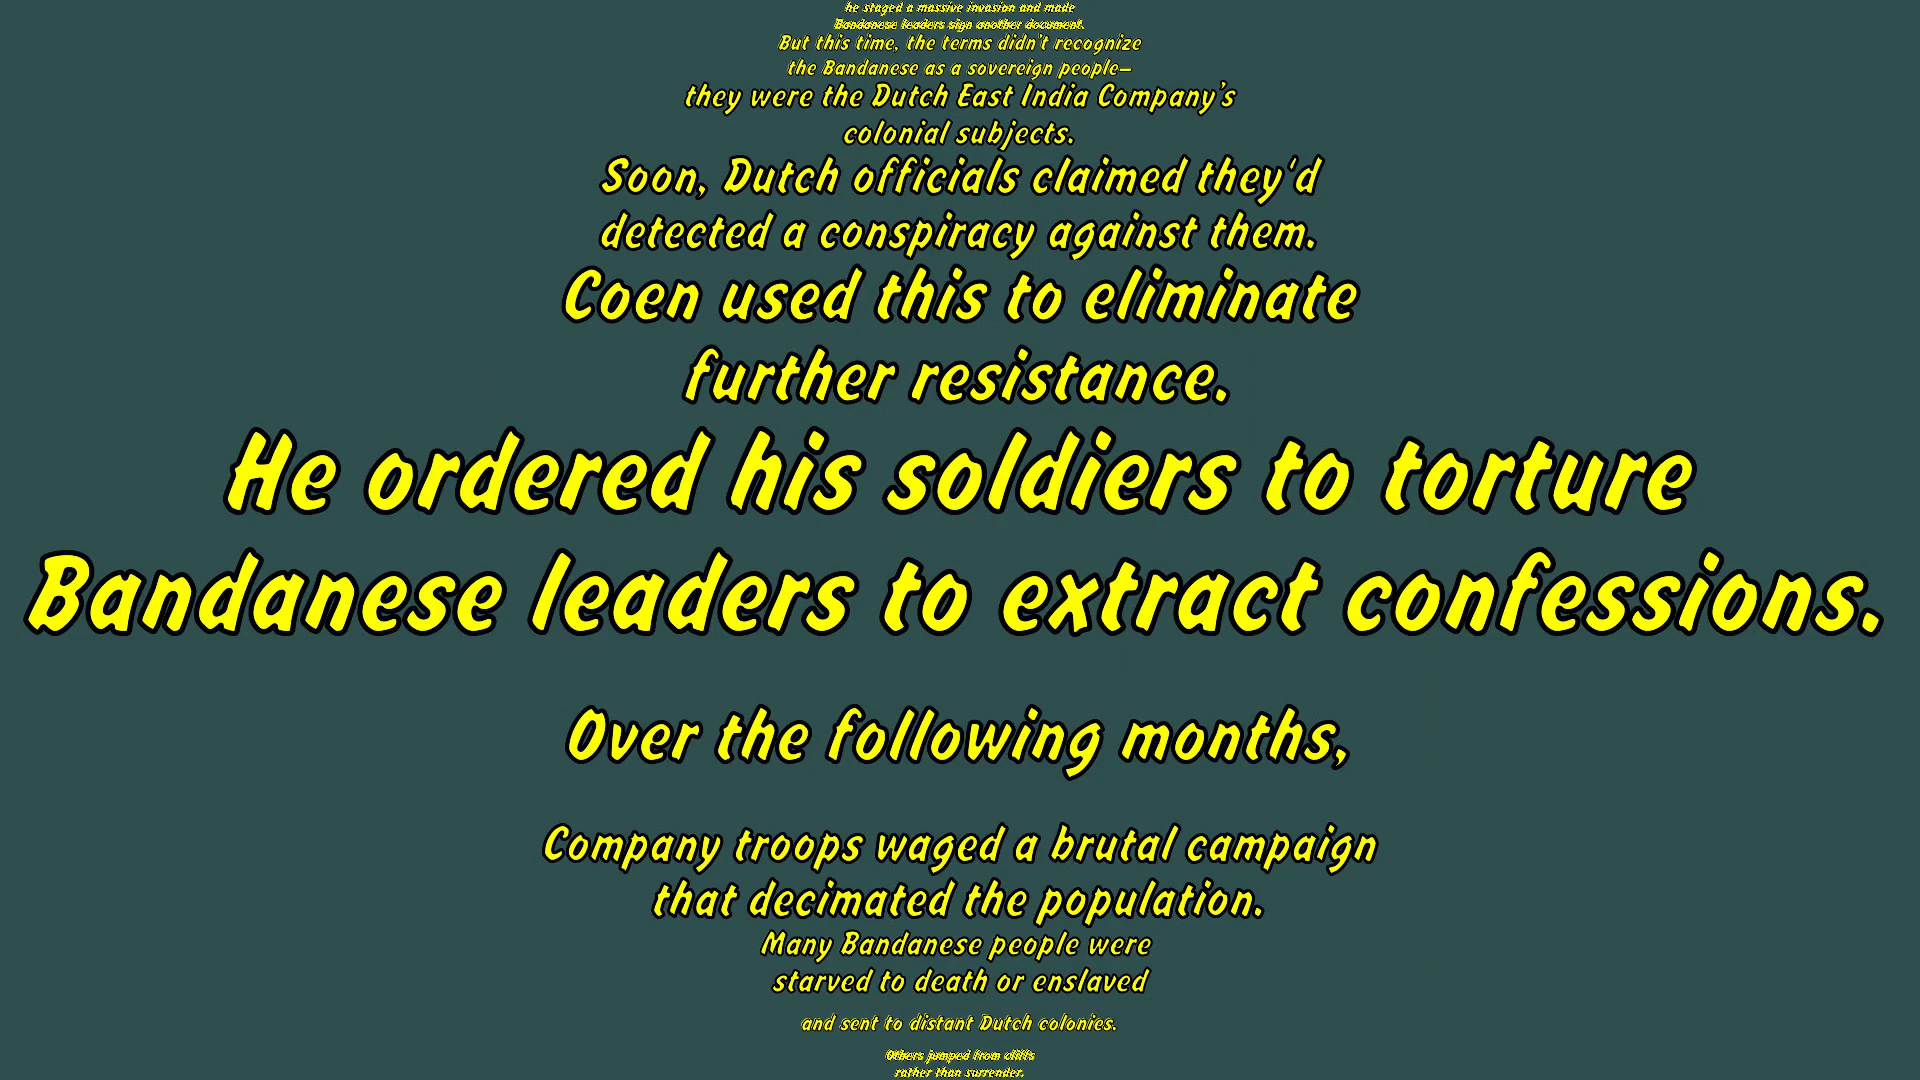 he staged a massive invasion and made
Bandanese leaders sign another document.
But this time, the terms didn't recognize
the Bandanese as a sovereign people—
they were the Dutch East India Company's
colonial subjects.
Soon, Dutch officials claimed they'd
detected a conspiracy against them.
Coen used this to eliminate
further resistance.
He ordered his soldiers to torture
Bandanese leaders to extract confessions.
Over the following months,
Company troops waged a brutal campaign
that decimated the population.
Many Bandanese people were
starved to death or enslaved
and sent to distant Dutch colonies.
Others jumped from cliffs
rather than surrender.